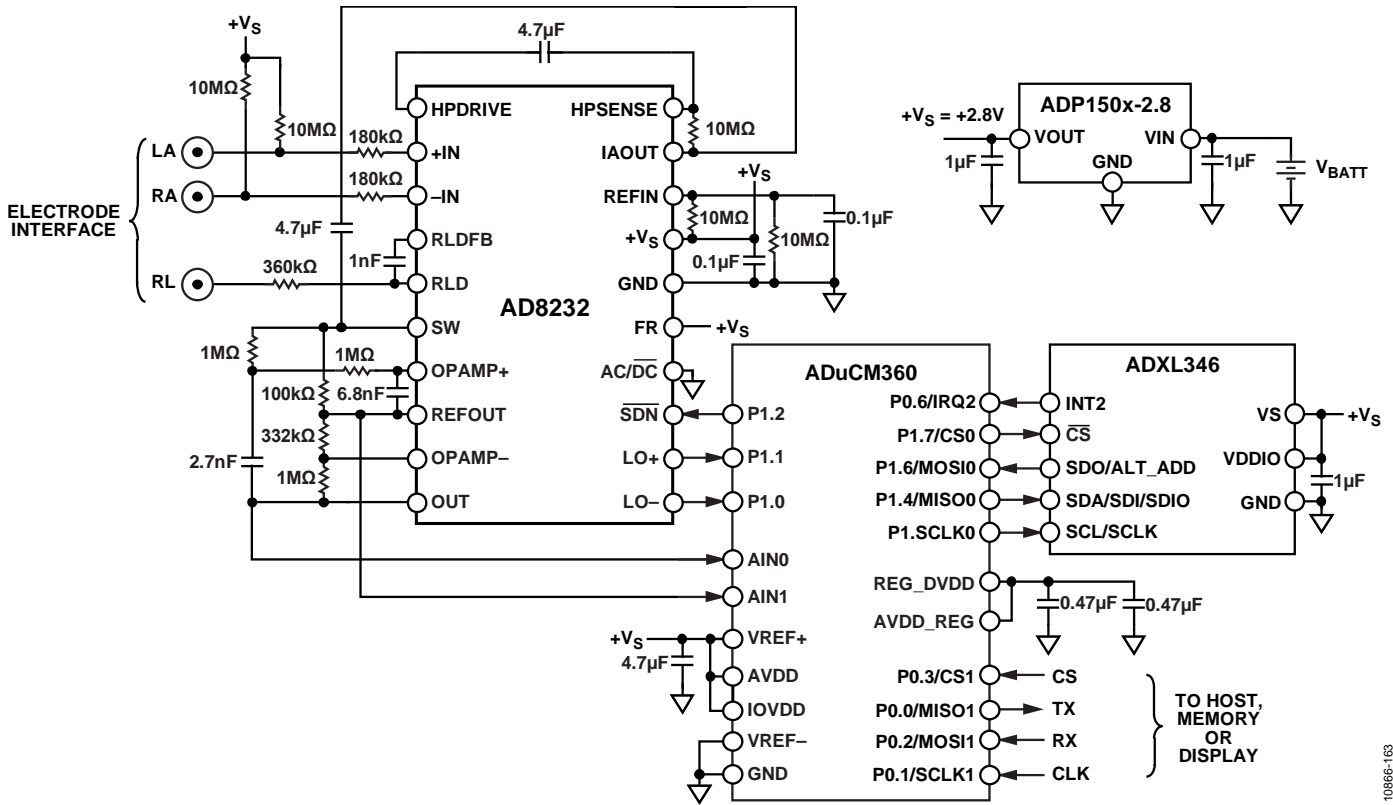 +VS
10MΩ
10MΩ
LA
180kΩ
RA
180kΩ
ELECTRODE
INTERFACE
4.7µF
1nF
360kΩ
RL
1MΩ
1MΩ
100kΩ
6.8nF
332kΩ
2.7nF
1MΩ
4.7µF
HPDRIVE
+IN
–IN
RLDFB
RLD
SW
OPAMP+
REFOUT
OPAMP–
OUT
AD8232
HPSENSE
IAOUT
REFIN
+VS
GND
FR
AC/DC
SDN
LO+
LO–
10MΩ
+VS
10MΩ
0.1µF
10MΩ
0.1µF
+VS
ADP150x-2.8
+VS = +2.8V
VOUT
VIN
GND
1µF
1µF
VBATT
ADuCM360
P1.2
P1.1
P1.0
AIN0
AIN1
+VS
4.7µF
VREF+
AVDD
IOVDD
VREF–
GND
P0.6/IRQ2
P1.7/CS0
P1.6/MOSI0
P1.4/MISO0
P1.SCLK0
REG_DVDD
AVDD_REG
P0.3/CS1
P0.0/MISO1
P0.2/MOSI1
P0.1/SCLK1
ADXL346
INT2
CS
SDO/ALT_ADD
SDA/SDI/SDIO
SCL/SCLK
VS
VDDIO
GND
+VS
1µF
0.47µF
0.47µF
CS
TX
RX
CLK
TO HOST,
MEMORY
OR
DISPLAY
10866-163